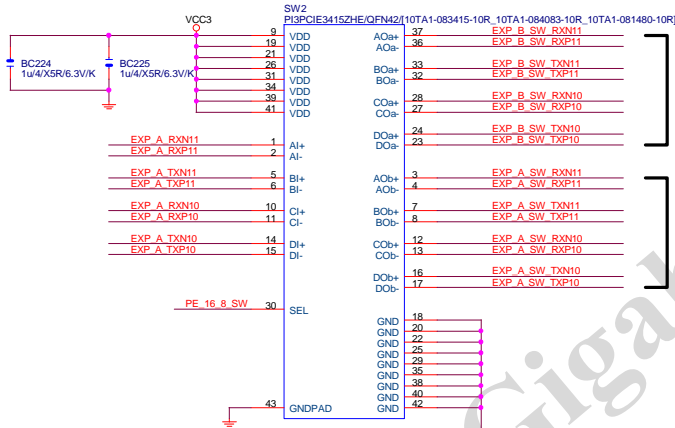 SW2
PI3PCIE3415ZHE/QFN42/[10TA1-083415-10R_10TA1-084083-10R_10TA1-081480-10R]
VCC3
BC224
1u/4/X5R/6.3V/K
BC225
1u/4/X5R/6.3V/K
9 VDD
19 VDD
21 VDD
26 VDD
31 VDD
34 VDD
39 VDD
41 VDD
EXP_A_RXN11 1 AI+
EXP_A_RXP11 2 AI-
EXP_A_TXN11 5 BI+
EXP_A_TXP11 6 BI-
EXP_A_RXN10 10 CI+
EXP_A_RXP10 11 CI-
EXP_A_TXN10 14 DI+
EXP_A_TXP10 15 DI-
PE_16_8_SW 30 SEL
43 GNDPAD
AOa+ 37 EXP_B_SW_RXN11
AOa- 36 EXP_B_SW_RXP11
BOa+ 33 EXP_B_SW_TXN11
BOa- 32 EXP_B_SW_TXP11
COa+ 28 EXP_B_SW_RXN10
COa- 27 EXP_B_SW_RXP10
DOa+ 24 EXP_B_SW_TXN10
DOa- 23 EXP_B_SW_TXP10
AOb+ 3 EXP_A_SW_RXN11
AOb- 4 EXP_A_SW_RXP11
BOb+ 7 EXP_A_SW_TXN11
BOb- 8 EXP_A_SW_TXP11
COb+ 12 EXP_A_SW_RXN10
COb- 13 EXP_A_SW_RXP10
DOb+ 16 EXP_A_SW_TXN10
DOb- 17 EXP_A_SW_TXP10
GND 18
GND 20
GND 22
GND 25
GND 29
GND 35
GND 38
GND 40
GND 42